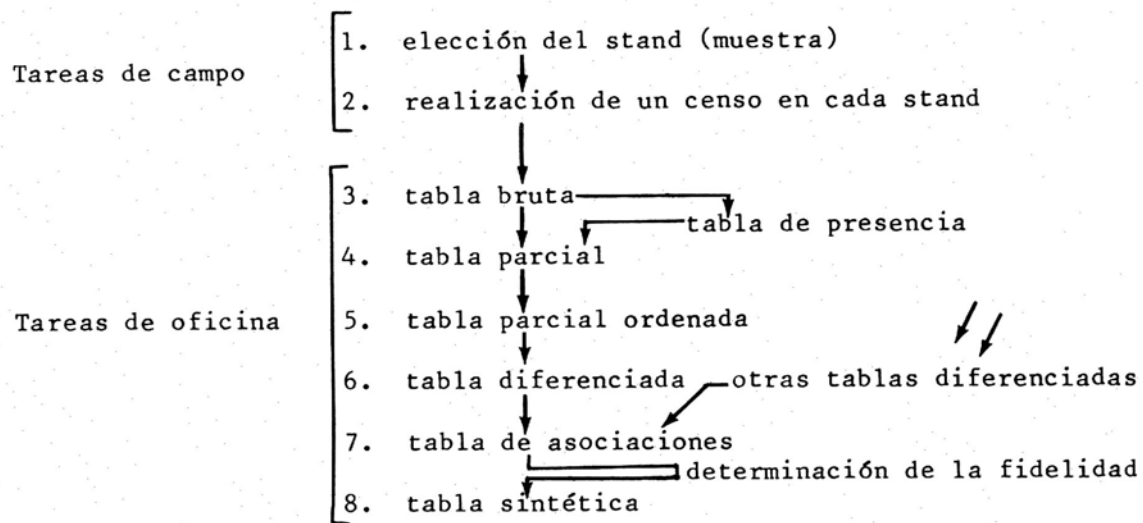 1. elección del stand (muestra)
Tareas de campo
2. realización de un censo en cada stand
3. tabla bruta
tabla de presencia
4. tabla parcial
Tareas de oficina
5. tabla parcial ordenada
6. tabla diferenciada otras tablas diferenciadas
7. tabla de asociaciones
determinación de la fidelidad
8. tabla sintética